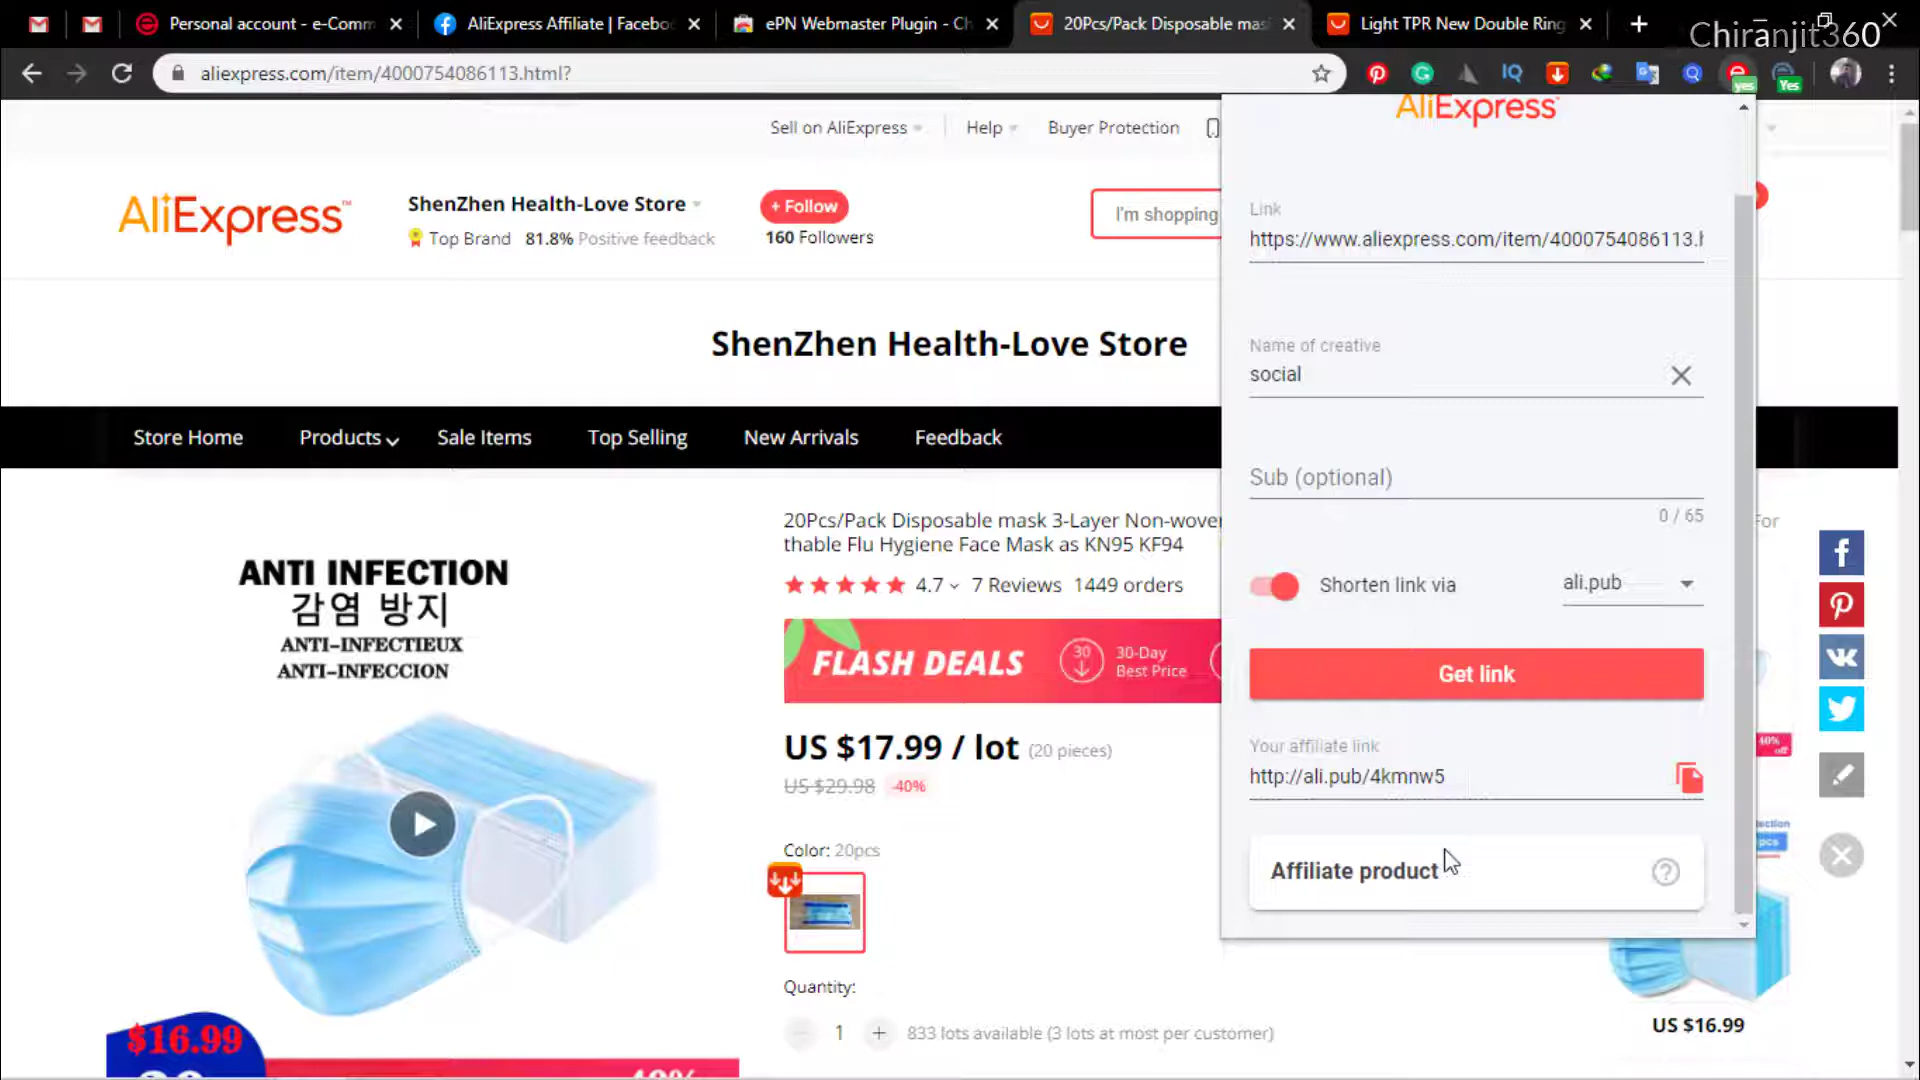 Personal account - e-Comm
AliExpress Affiliate | Facebo
ePN Webmaster Plugin - Ch
20Pcs/Pack Disposable mas
Light TPR New Double Ring
Chiranjit360
aliexpress.com/item/4000754086113.html?
IQ
yes
Yes
Sell on AliExpress
Help
Buyer Protection
AliExpress
ShenZhen Health-Love Store
Top Brand 81.8% Positive feedback
+ Follow
160 Followers
I'm shopping
ShenZhen Health-Love Store
Store Home
Products
Sale Items
Top Selling
New Arrivals
Feedback
ANTI INFECTION
감염 방지
ANTI-INFECTIEUX
ANTI-INFECCION
$16.99
20Pcs/Pack Disposable mask 3-Layer Non-wover
thable Flu Hygiene Face Mask as KN95 KF94
4.7 7 Reviews 1449 orders
FLASH DEALS
30
30-Day
Best Price
US $17.99 / lot (20 pieces)
US $29.98 -40%
Color: 20pcs
Quantity:
1
833 lots available (3 lots at most per customer)
AliExpress
Link
https://www.aliexpress.com/item/4000754086113.h
Name of creative
social
Sub (optional)
0 / 65
Shorten link via
ali.pub
Get link
Your affiliate link
http://ali.pub/4kmnw5
Affiliate product
For
40%
off
US $16.99